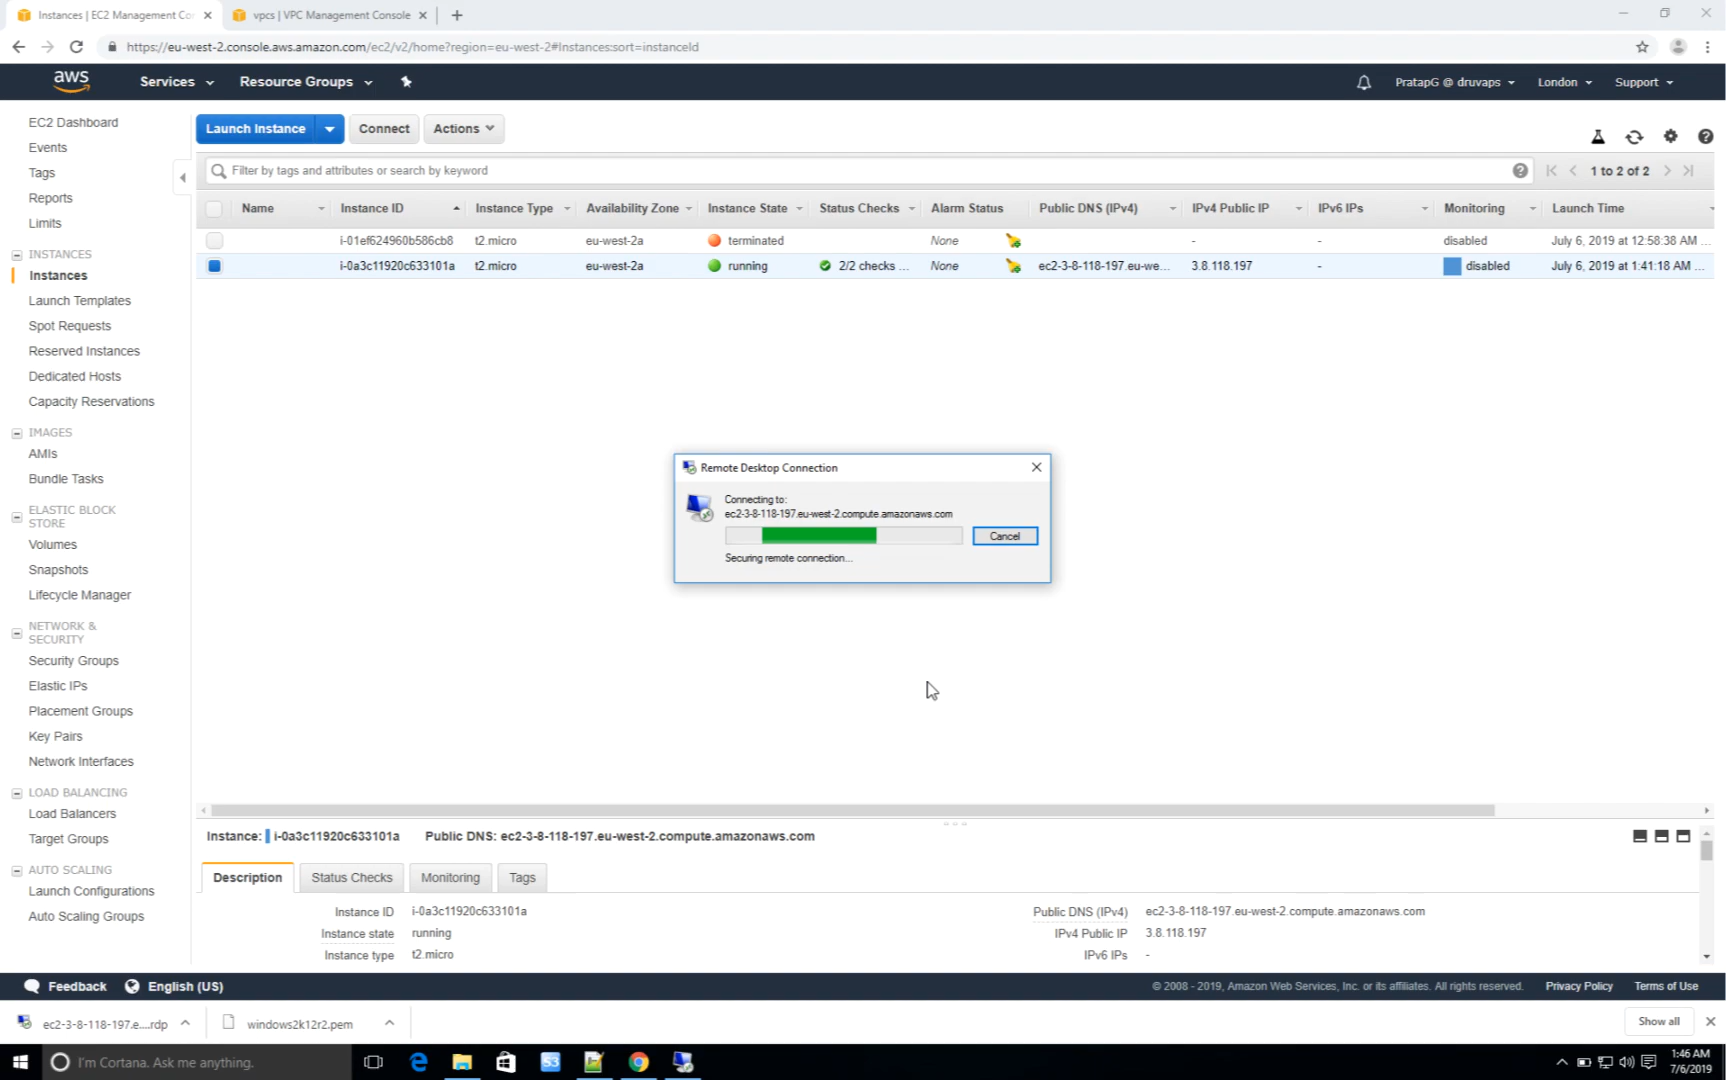 Instances | EC2 Management Cor
vpcs | VPC Management Console
https://eu-west-2.console.aws.amazon.com/ec2/v2/home?region=eu-west-2#Instances:sort=instanceId
aws
Services
Resource Groups
PratapG @ druvaps
London
Support
EC2 Dashboard
Events
Tags
Reports
Limits
INSTANCES
Instances
Launch Templates
Spot Requests
Reserved Instances
Dedicated Hosts
Capacity Reservations
IMAGES
AMIs
Bundle Tasks
ELASTIC BLOCK
STORE
Volumes
Snapshots
Lifecycle Manager
NETWORK &
SECURITY
Security Groups
Elastic IPs
Placement Groups
Key Pairs
Network Interfaces
LOAD BALANCING
Load Balancers
Target Groups
AUTO SCALING
Launch Configurations
Auto Scaling Groups
Launch Instance
Connect
Actions
Filter by tags and attributes or search by keyword
1 to 2 of 2
Name Instance ID Instance Type Availability Zone Instance State Status Checks Alarm Status Public DNS (IPv4) IPv4 Public IP IPv6 IPs Monitoring Launch Time
i-01ef624960b586cb8 t2.micro eu-west-2a terminated None - - disabled July 6, 2019 at 12:58:38 AM ...
i-0a3c11920c633101a t2.micro eu-west-2a running 2/2 checks ... None ec2-3-8-118-197.eu-we... 3.8.118.197 - disabled July 6, 2019 at 1:41:18 AM ...
Remote Desktop Connection
Connecting to:
ec2-3-8-118-197.eu-west-2.compute.amazonaws.com
Cancel
Securing remote connection...
Instance: i-0a3c11920c633101a Public DNS: ec2-3-8-118-197.eu-west-2.compute.amazonaws.com
Description
Status Checks
Monitoring
Tags
Instance ID i-0a3c11920c633101a
Instance state running
Instance type t2.micro
Public DNS (IPv4) ec2-3-8-118-197.eu-west-2.compute.amazonaws.com
IPv4 Public IP 3.8.118.197
IPv6 IPs -
Feedback
English (US)
© 2008 - 2019, Amazon Web Services, Inc. or its affiliates. All rights reserved.
Privacy Policy
Terms of Use
ec2-3-8-118-197.e....rdp
windows2k12r2.pem
Show all
I'm Cortana. Ask me anything.
S3
1:46 AM
7/6/2019